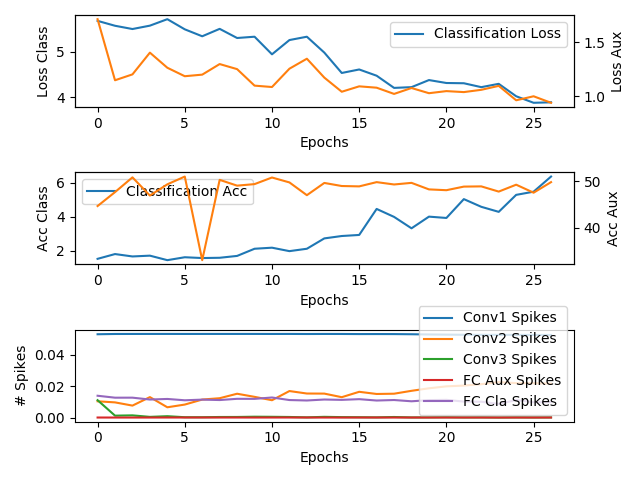 Classification Loss
Loss Class
Loss Aux
5
4
1.5
1.0
0 5 10 15 20 25
Epochs
Classification Acc
Acc Class
Acc Aux
6
4
2
50
40
0 5 10 15 20 25
Epochs
Conv1 Spikes
Conv2 Spikes
Conv3 Spikes
FC Aux Spikes
FC Cla Spikes
# Spikes
0.04
0.02
0.00
0 5 10 15 20 25
Epochs